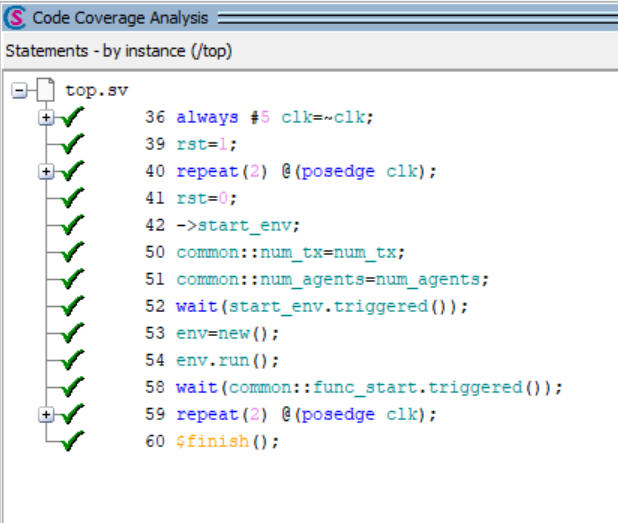 Code Coverage Analysis
Statements - by instance (/top)
top.sv
36 always #5 clk=~clk;
39 rst=1;
40 repeat(2) @(posedge clk);
41 rst=0;
42 ->start_env;
50 common::num_tx=num_tx;
51 common::num_agents=num_agents;
52 wait(start_env.triggered());
53 env=new();
54 env.run();
58 wait(common::func_start.triggered());
59 repeat(2) @(posedge clk);
60 $finish();